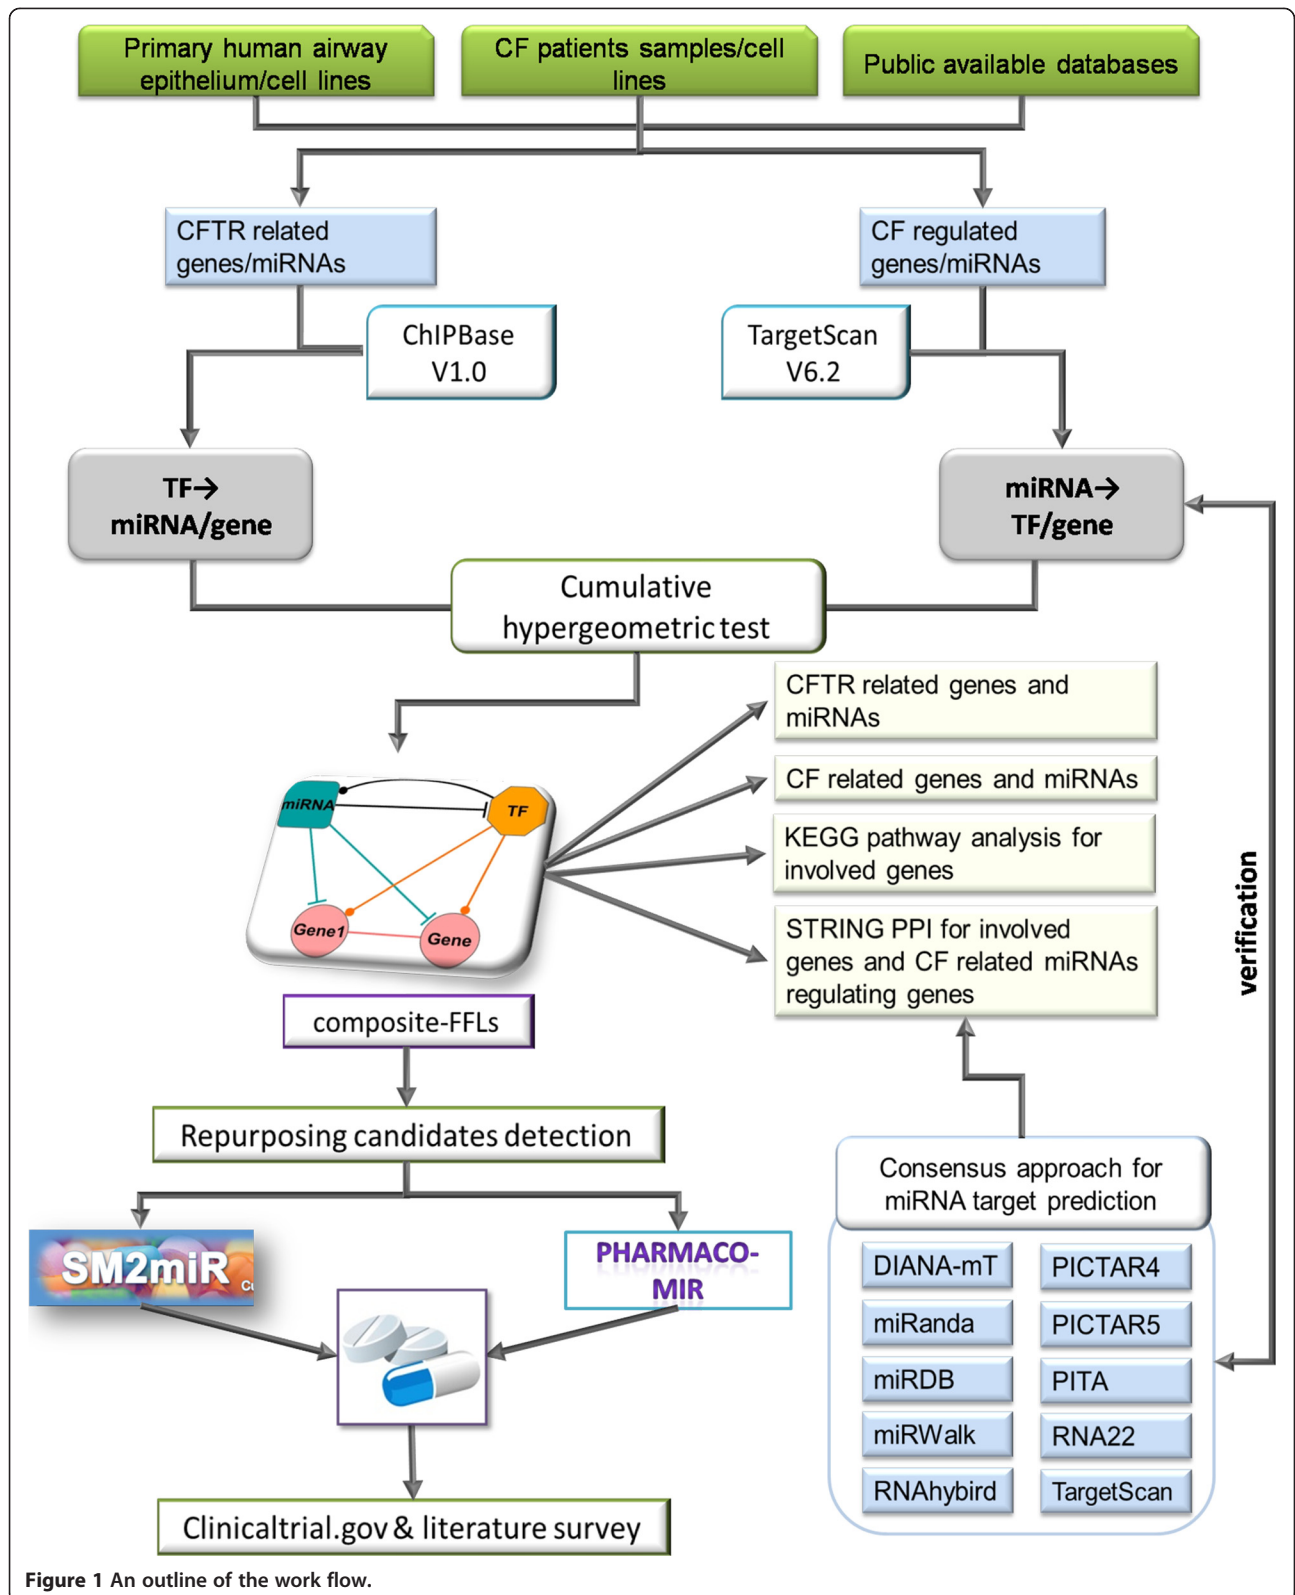 Primary human airway
epithelium/cell lines
CF patients samples/cell
lines
Public available databases
CFTR related
genes/miRNAs
CF regulated
genes/miRNAs
ChIPBase
V1.0
TargetScan
V6.2
TF→
miRNA/gene
miRNA→
TF/gene
Cumulative
hypergeometric test
CFTR related genes and
miRNAs
CF related genes and miRNAs
KEGG pathway analysis for
involved genes
STRING PPI for involved
genes and CF related miRNAs
regulating genes
verification
miRNA
TF
Gene1
Gene
composite-FFLs
Repurposing candidates detection
SM2miR
Cu
PHARMACO-
MIR
Consensus approach for
miRNA target prediction
DIANA-mT
PICTAR4
miRanda
PICTAR5
miRDB
PITA
miRWalk
RNA22
RNAhybird
TargetScan
Clinicaltrial.gov & literature survey
Figure 1 An outline of the work flow.